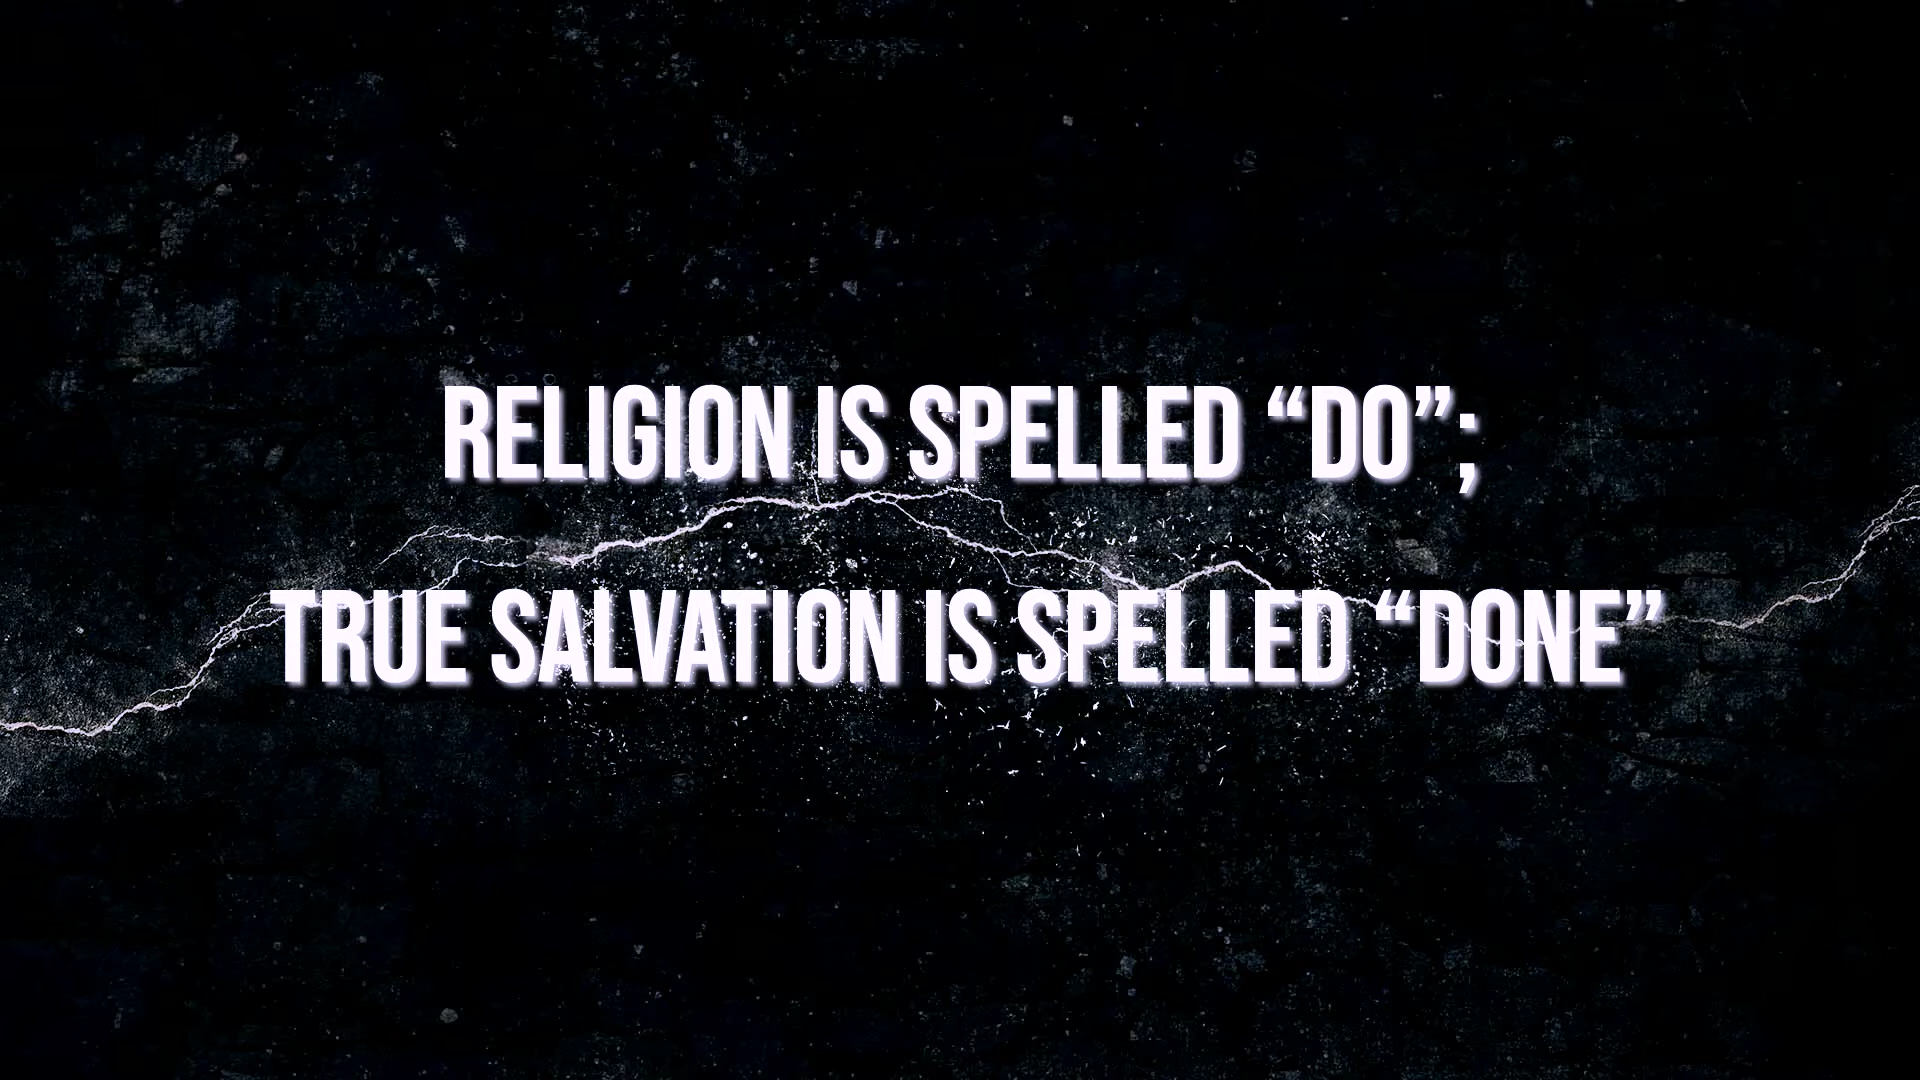 RELIGION IS SPELLED “DO”;
TRUE SALVATION IS SPELLED “DONE”